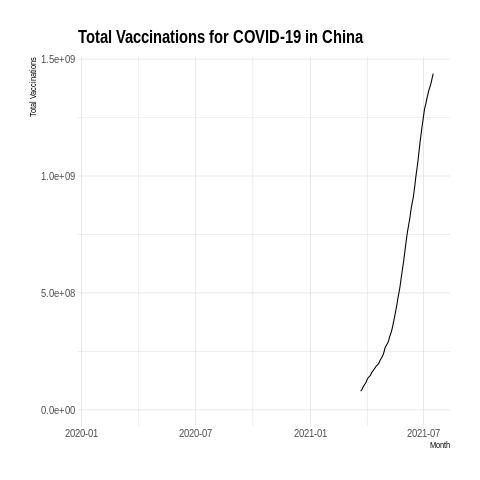 Total Vaccinations for COVID-19 in China
Total Vaccinations
1.5e+09
1.0e+09
5.0e+08
0.0e+00
2020-01
2020-07
2021-01
2021-07
Month